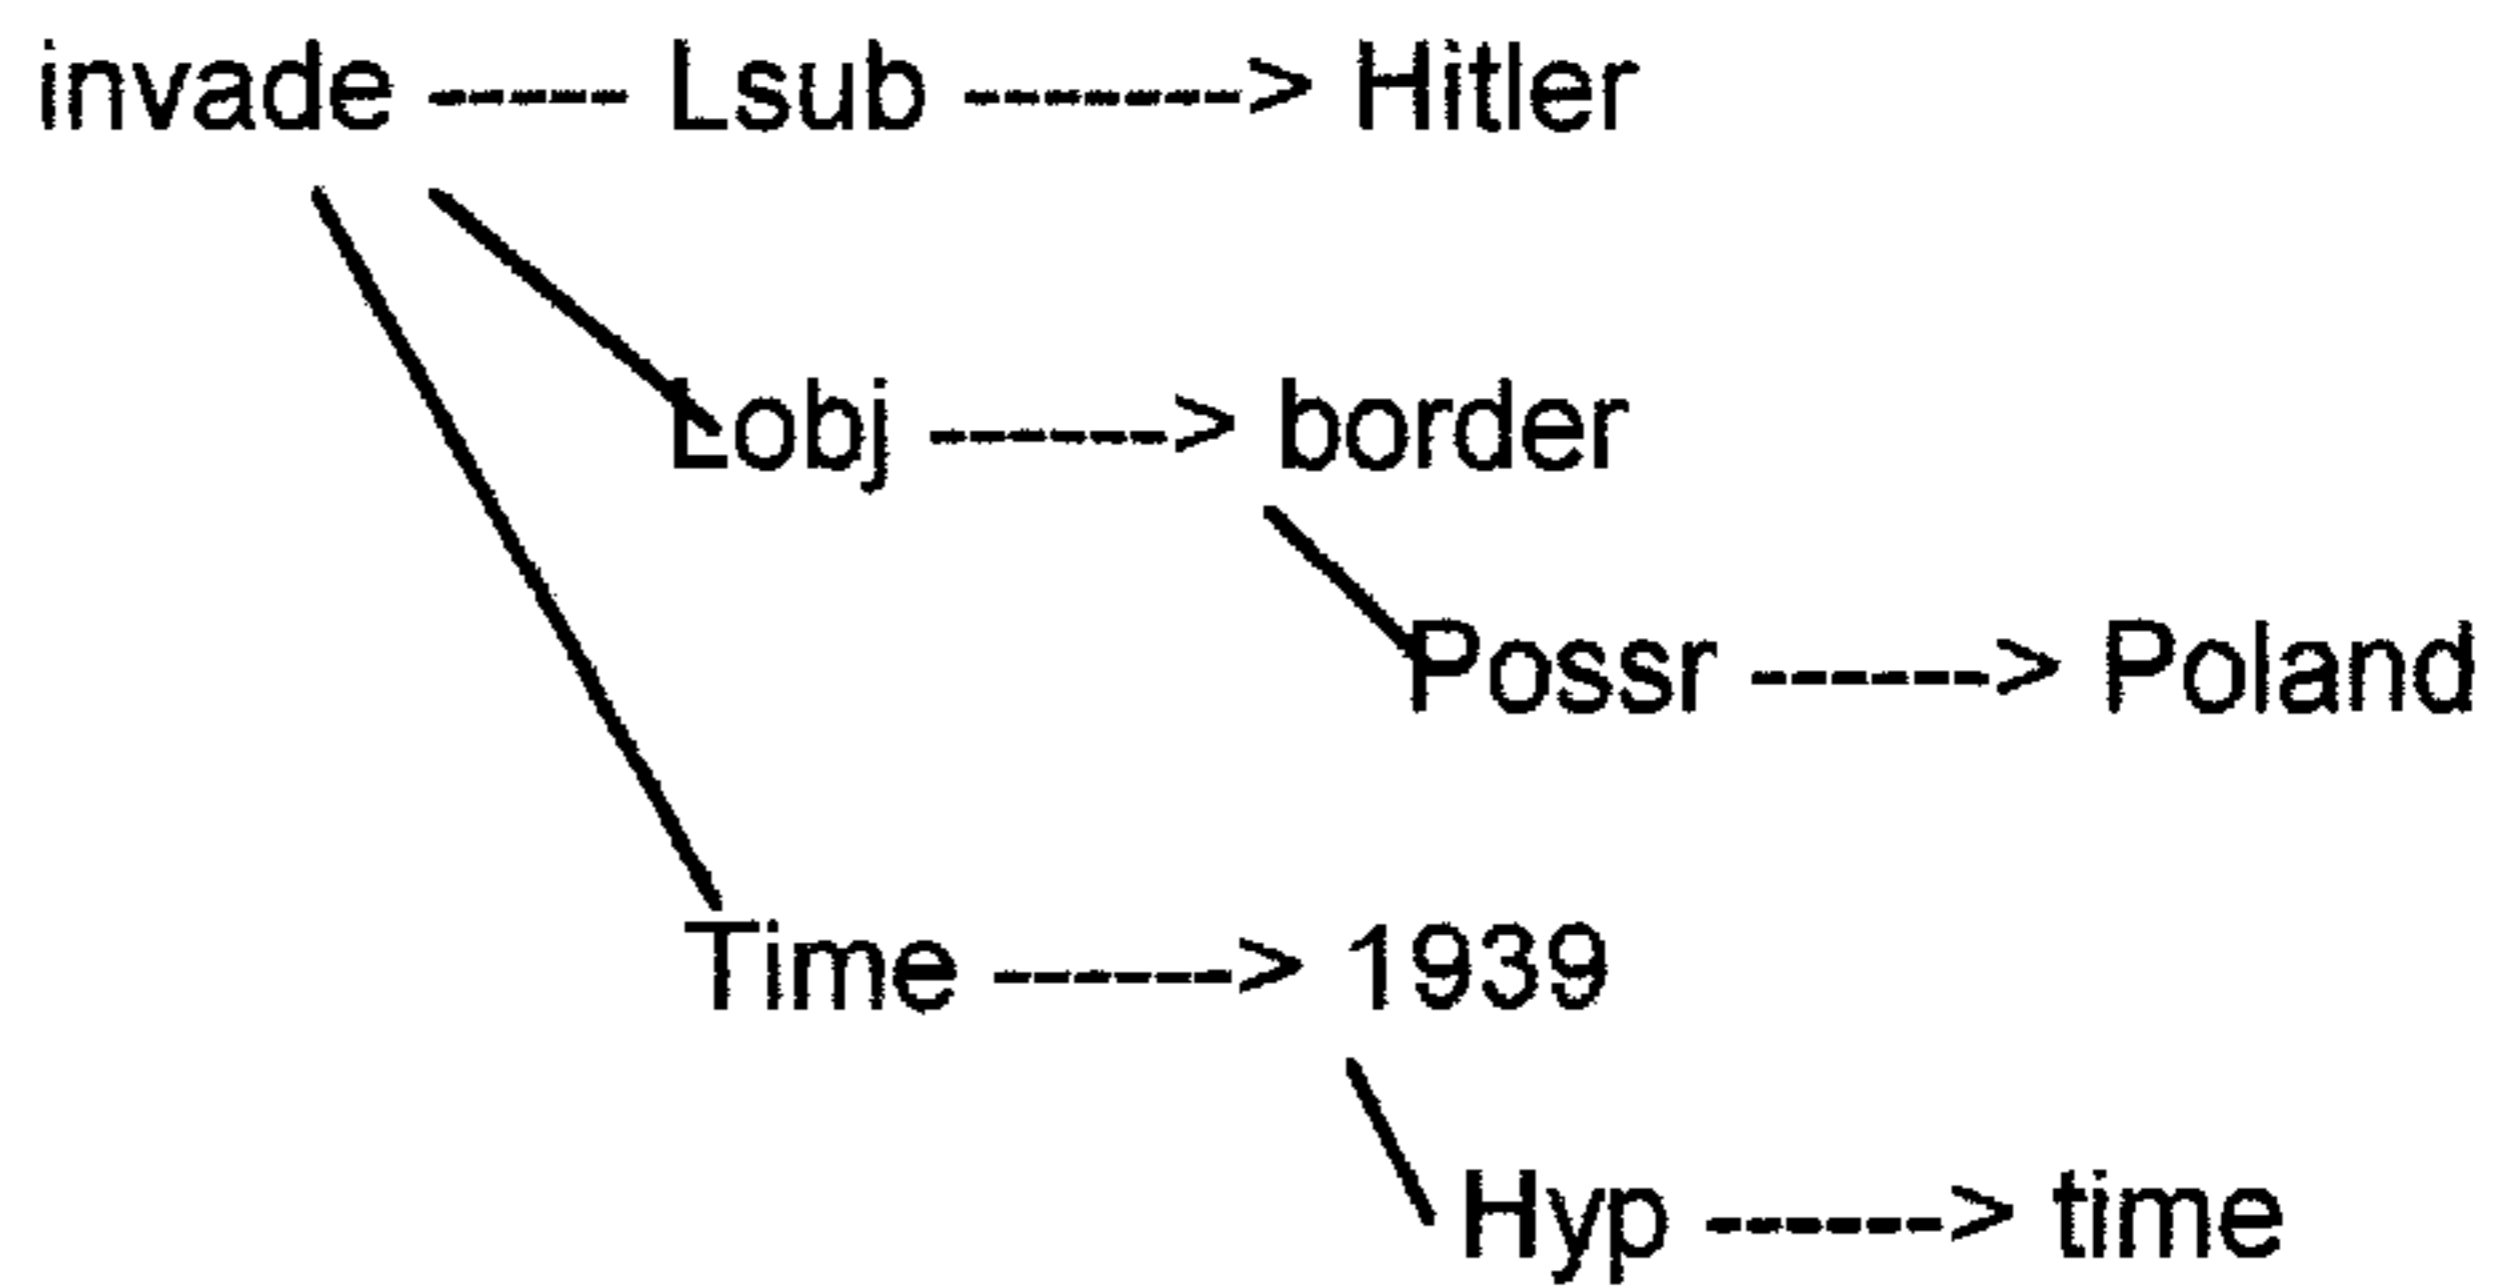 invade ----- Lsub -------> Hitler
Lobj ------> border
Possr ------> Poland
Time ------> 1939
Hyp ------> time